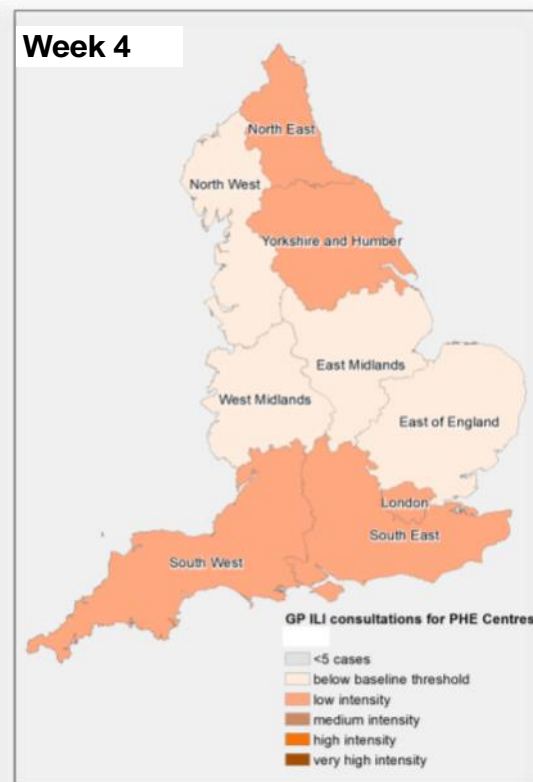 Week 4
North East
North West
Yorkshire and Humber
East Midlands
West Midlands
East of England
London
South East
South West
GP ILI consultations for PHE Centres
<5 cases
below baseline threshold
low intensity
medium intensity
high intensity
very high intensity